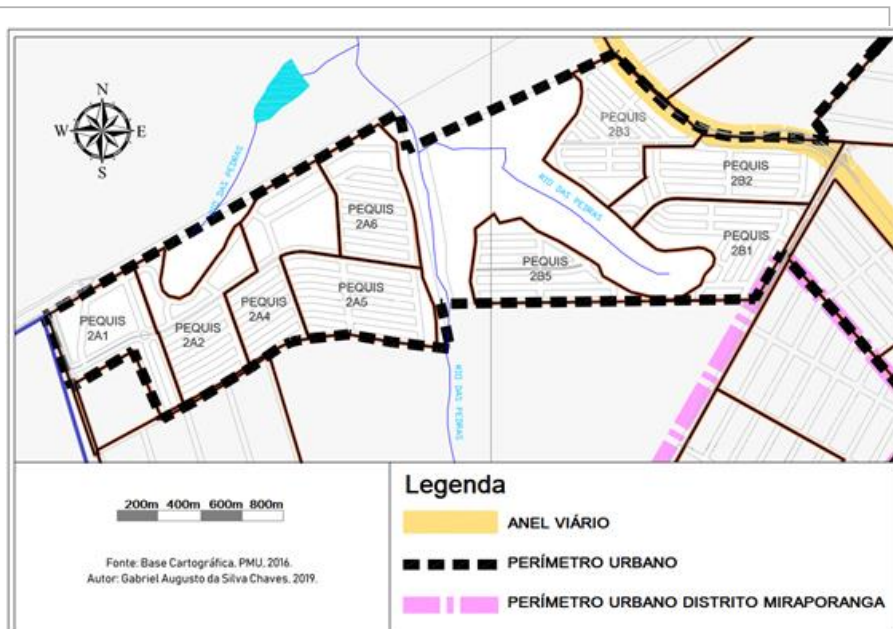 N
W
E
S
RIO DAS PEDRAS
PEQUIS
2B3
PEQUIS
2B2
RIO DAS PEDRAS
PEQUIS
2A6
PEQUIS
2B1
PEQUIS
2B5
PEQUIS
2A5
PEQUIS
2A4
PEQUIS
2A1
PEQUIS
2A2
RIO DAS PEDRAS
200m 400m 600m 800m
Fonte: Base Cartográfica, PMU, 2016.
Autor: Gabriel Augusto da Silva Chaves, 2019.
Legenda
ANEL VIÁRIO
PERÍMETRO URBANO
PERÍMETRO URBANO DISTRITO MIRAPORANGA